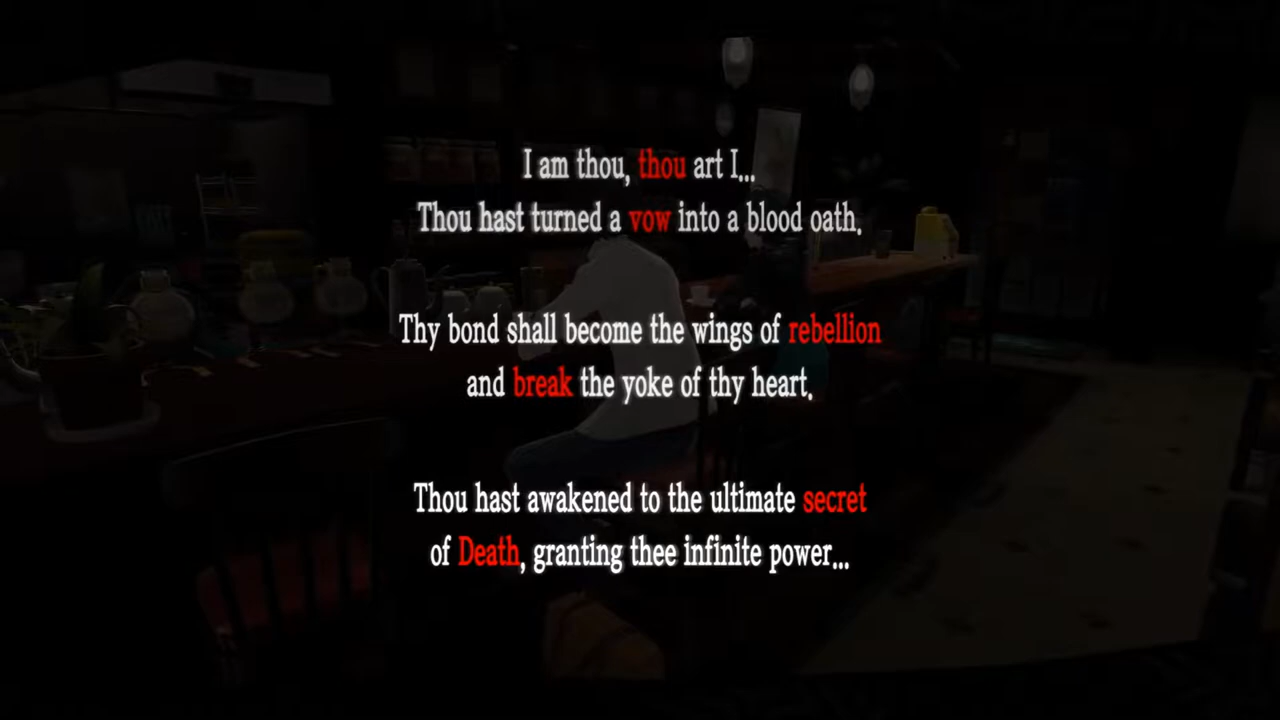 I am thou, thou art I...
Thou hast turned a vow into a blood oath.
Thy bond shall become the wings of rebellion
and break the yoke of thy heart.
Thou hast awakened to the ultimate secret
of Death, granting thee infinite power...